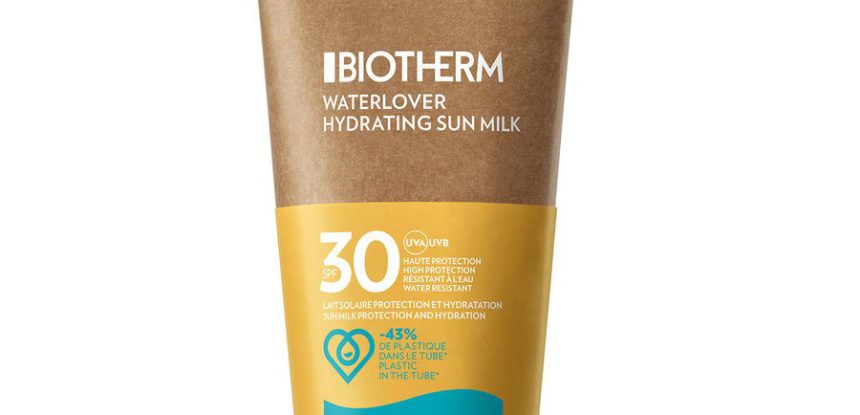 BIOTHERM
WATERLOVER
HYDRATING SUN MILK
30
SPF
UVA UVB
HAUTE PROTECTION
HIGH PROTECTION
RÉSISTANT À L'EAU
WATER RESISTANT
LAIT SOLAIRE PROTECTION ET HYDRATATION
SUN MILK PROTECTION AND HYDRATION
-43%
DE PLASTIQUE
DANS LE TUBE*
PLASTIC
IN THE TUBE*